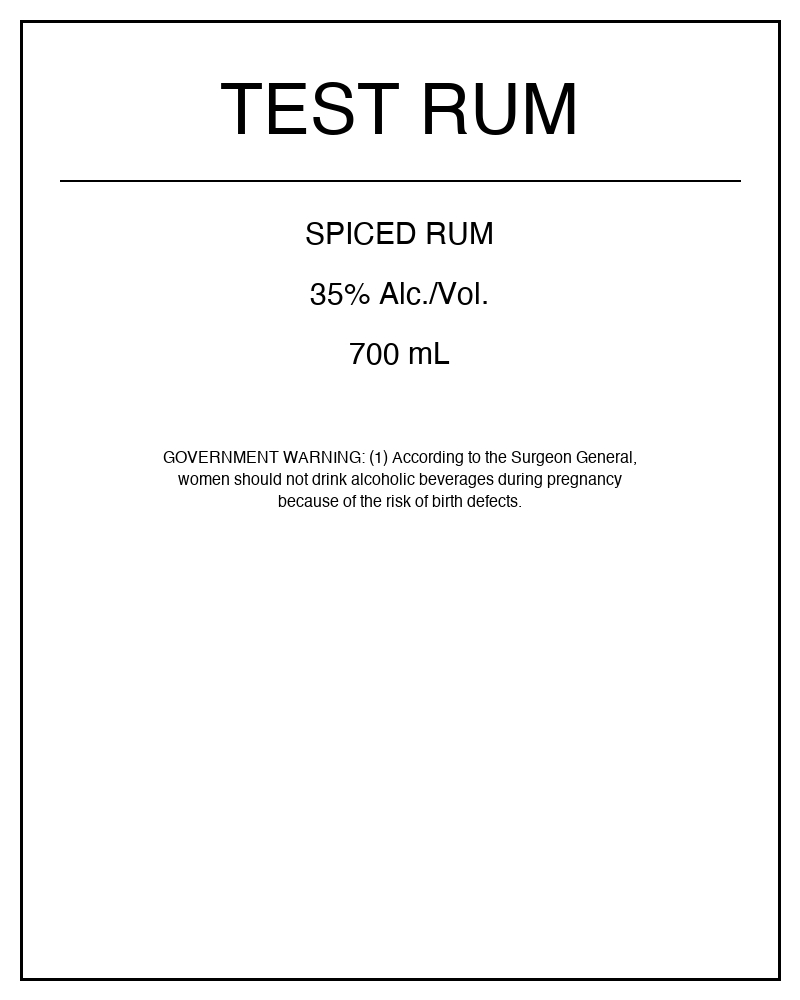 TEST RUM
SPICED RUM
35% Alc./Vol.
700 mL
GOVERNMENT WARNING: (1) According to the Surgeon General,
women should not drink alcoholic beverages during pregnancy
because of the risk of birth defects.